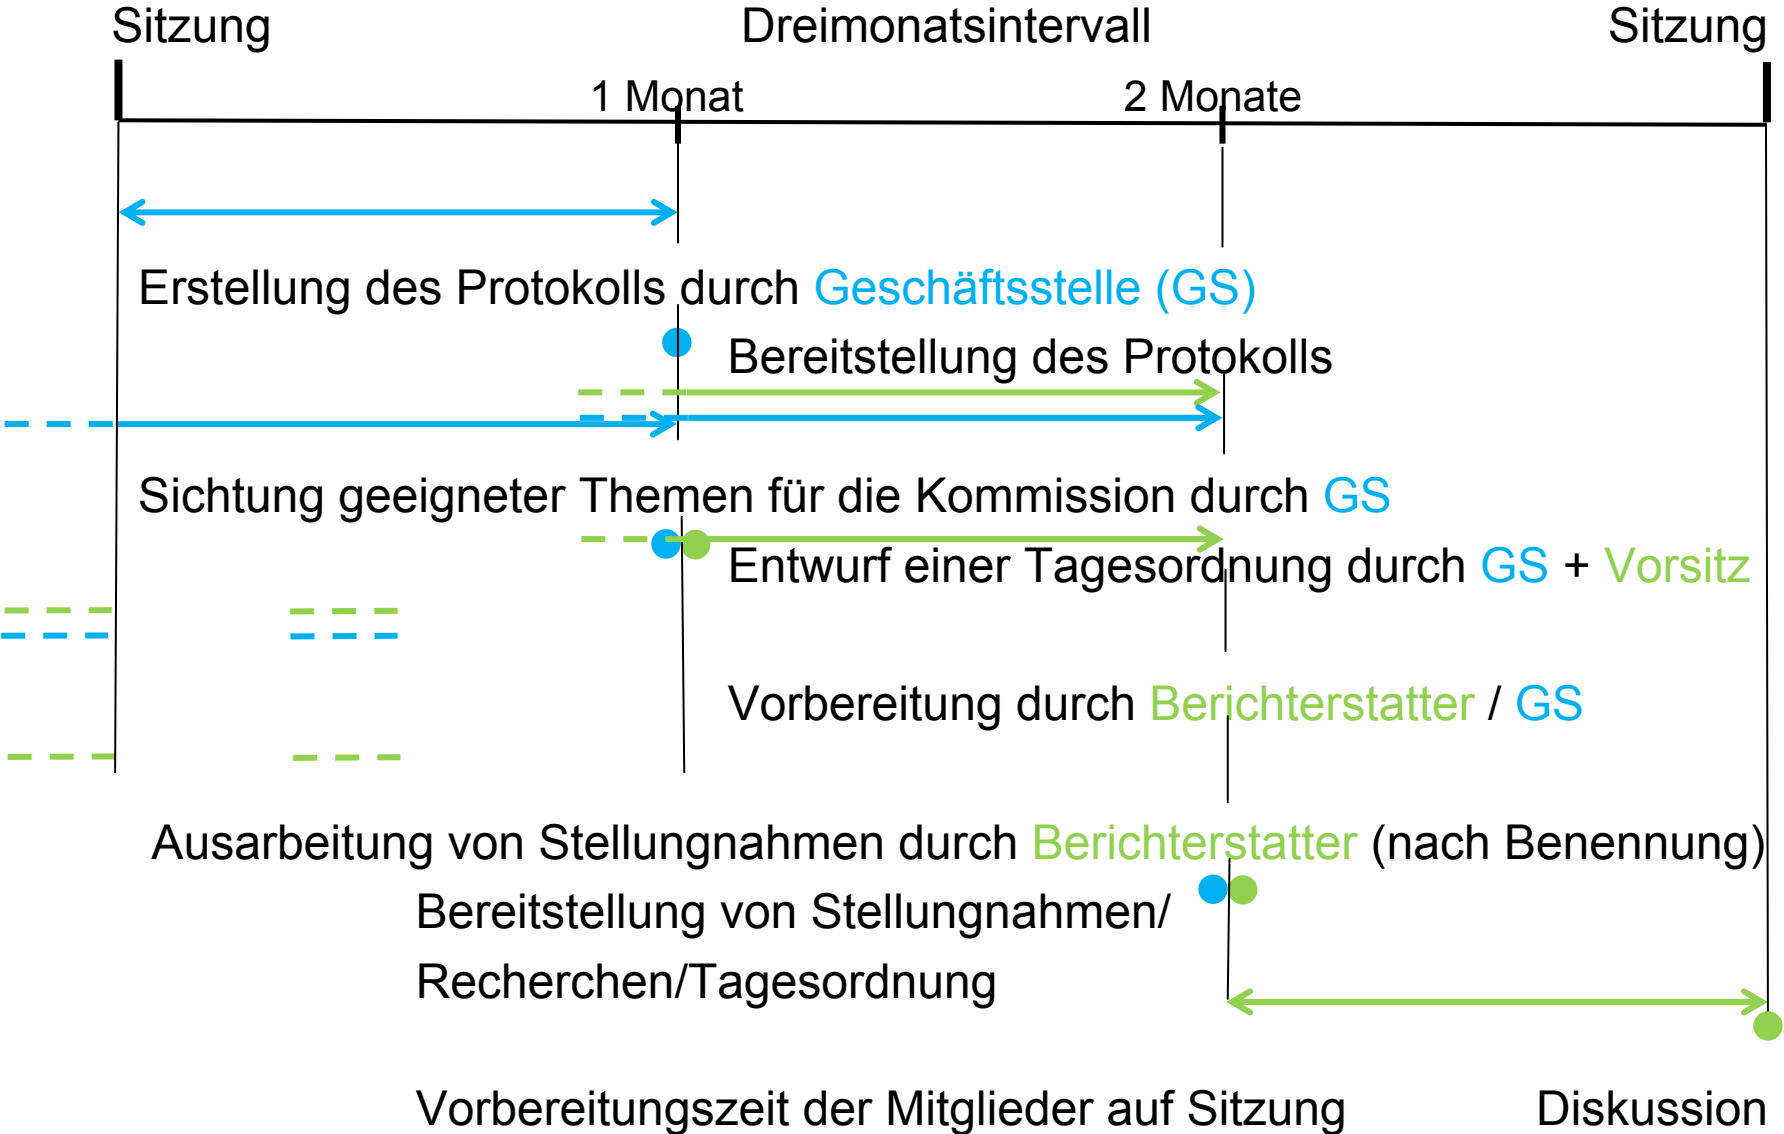 Sitzung Dreimonatsintervall Sitzung
1 Monat 2 Monate
Erstellung des Protokolls durch Geschäftsstelle (GS)
Bereitstellung des Protokolls
Sichtung geeigneter Themen für die Kommission durch GS
Entwurf einer Tagesordnung durch GS + Vorsitz
Vorbereitung durch Berichterstatter / GS
Ausarbeitung von Stellungnahmen durch Berichterstatter (nach Benennung)
Bereitstellung von Stellungnahmen/
Recherchen/Tagesordnung
Vorbereitungszeit der Mitglieder auf Sitzung Diskussion